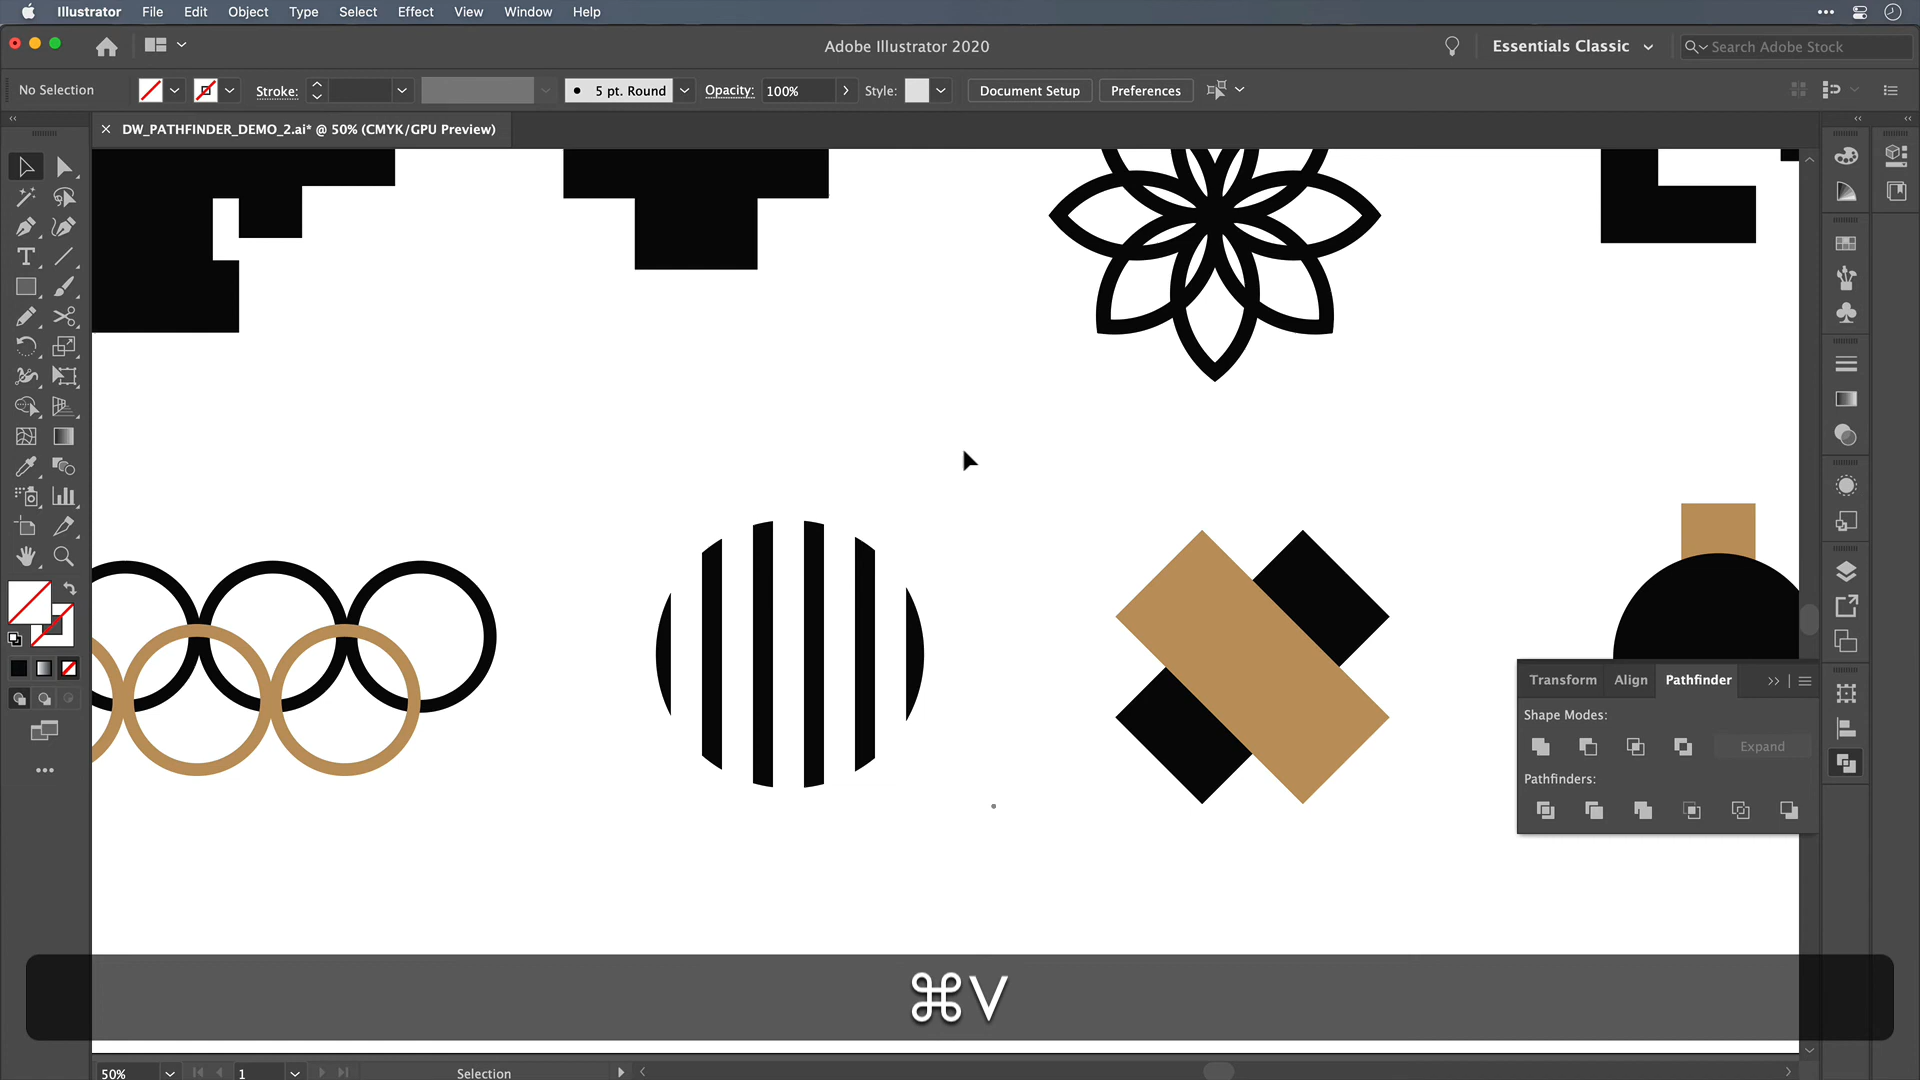 Illustrator File Edit Object Type Select Effect View Window Help
Adobe Illustrator 2020
Essentials Classic
Search Adobe Stock
No Selection
Stroke:
5 pt. Round
Opacity: 100%
Style:
Document Setup
Preferences
× DW_PATHFINDER_DEMO_2.ai* @ 50% (CMYK/GPU Preview)
Transform Align Pathfinder
Shape Modes:
Expand
Pathfinders:
⌘V
50%
1
Selection